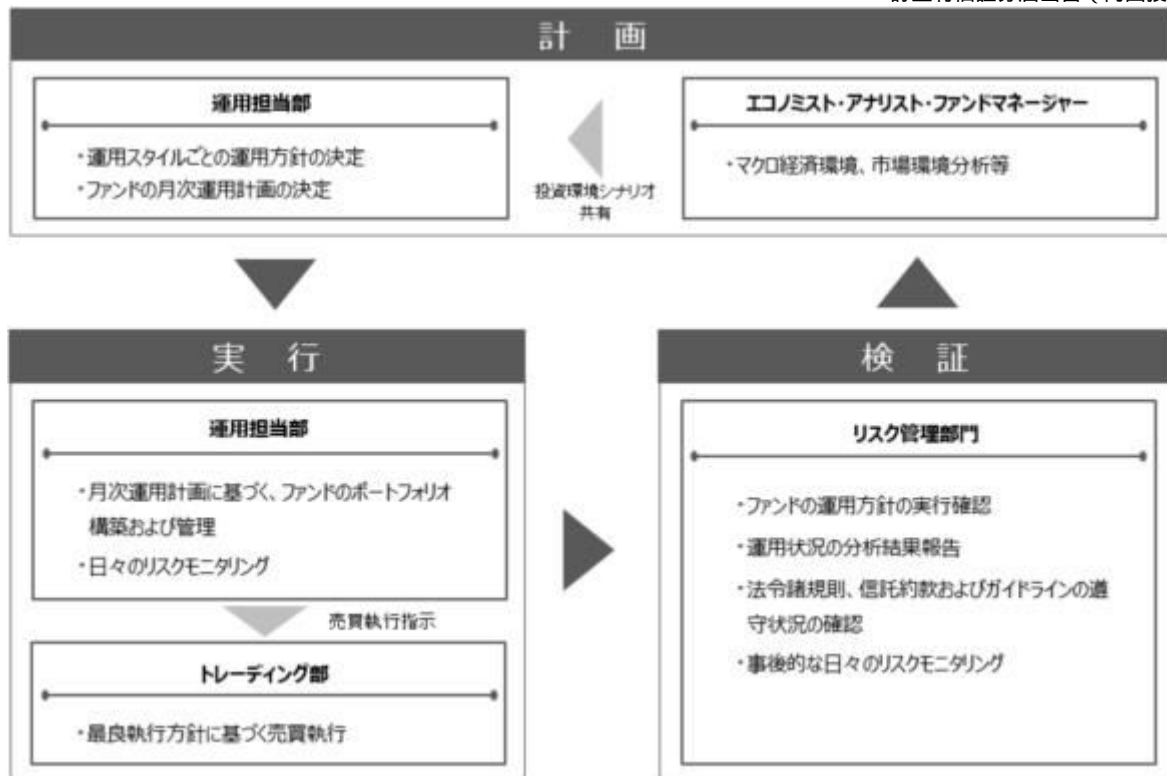 計 画
運用担当部
・運用スタイルごとの運用方針の決定
・ファンドの月次運用計画の決定
投資環境シナリオ
共有
エコノミスト・アナリスト・ファンドマネージャー
・マクロ経済環境、市場環境分析等
実 行
運用担当部
・月次運用計画に基づく、ファンドのポートフォリオ
構築および管理
・日々のリスクモニタリング
売買執行指示
トレーディング部
・最良執行方針に基づく売買執行
検 証
リスク管理部門
・ファンドの運用方針の実行確認
・運用状況の分析結果報告
・法令諸規則、信託約款およびガイドラインの遵
守状況の確認
・事後的な日々のリスクモニタリング